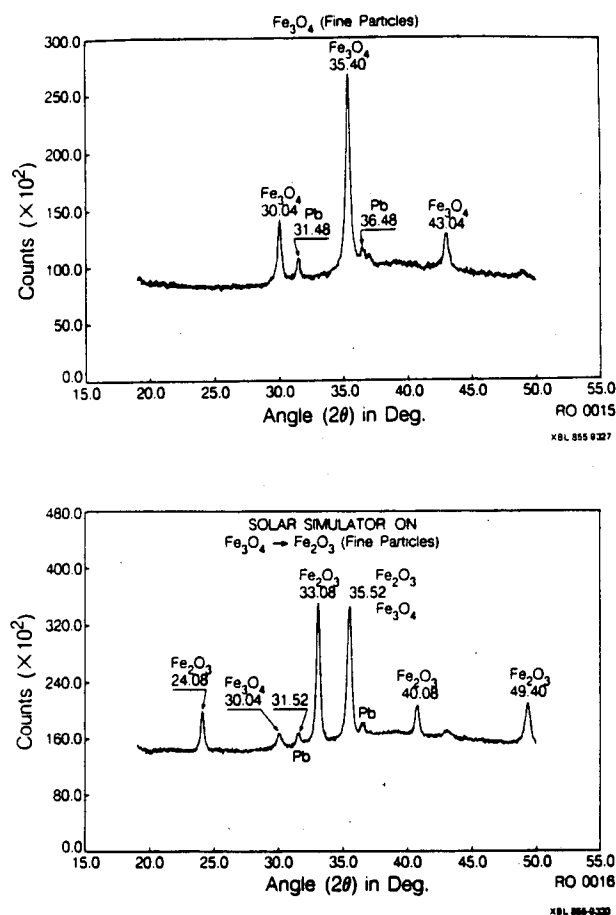 Fe3O4 (Fine Particles)
300.0
250.0
200.0
150.0
100.0
50.0
0.0
Counts (×10²)
Fe3O4
35.40
Fe3O4
30.04
Pb
31.48
Pb
36.48
Fe3O4
43.04
15.0 20.0 25.0 30.0 35.0 40.0 45.0 50.0 55.0
Angle (2θ) in Deg.
RO 0015
XBL 855 9327
480.0
400.0
320.0
240.0
160.0
80.0
0.0
Counts (×10²)
SOLAR SIMULATOR ON
Fe3O4 → Fe2O3 (Fine Particles)
Fe2O3
33.08
35.52 Fe2O3
Fe3O4
Fe2O3
24.08
Fe3O4
30.04
31.52
Pb
Pb
Fe2O3
40.08
Fe2O3
49.40
15.0 20.0 25.0 30.0 35.0 40.0 45.0 50.0 55.0
Angle (2θ) in Deg.
RO 0016
XBL